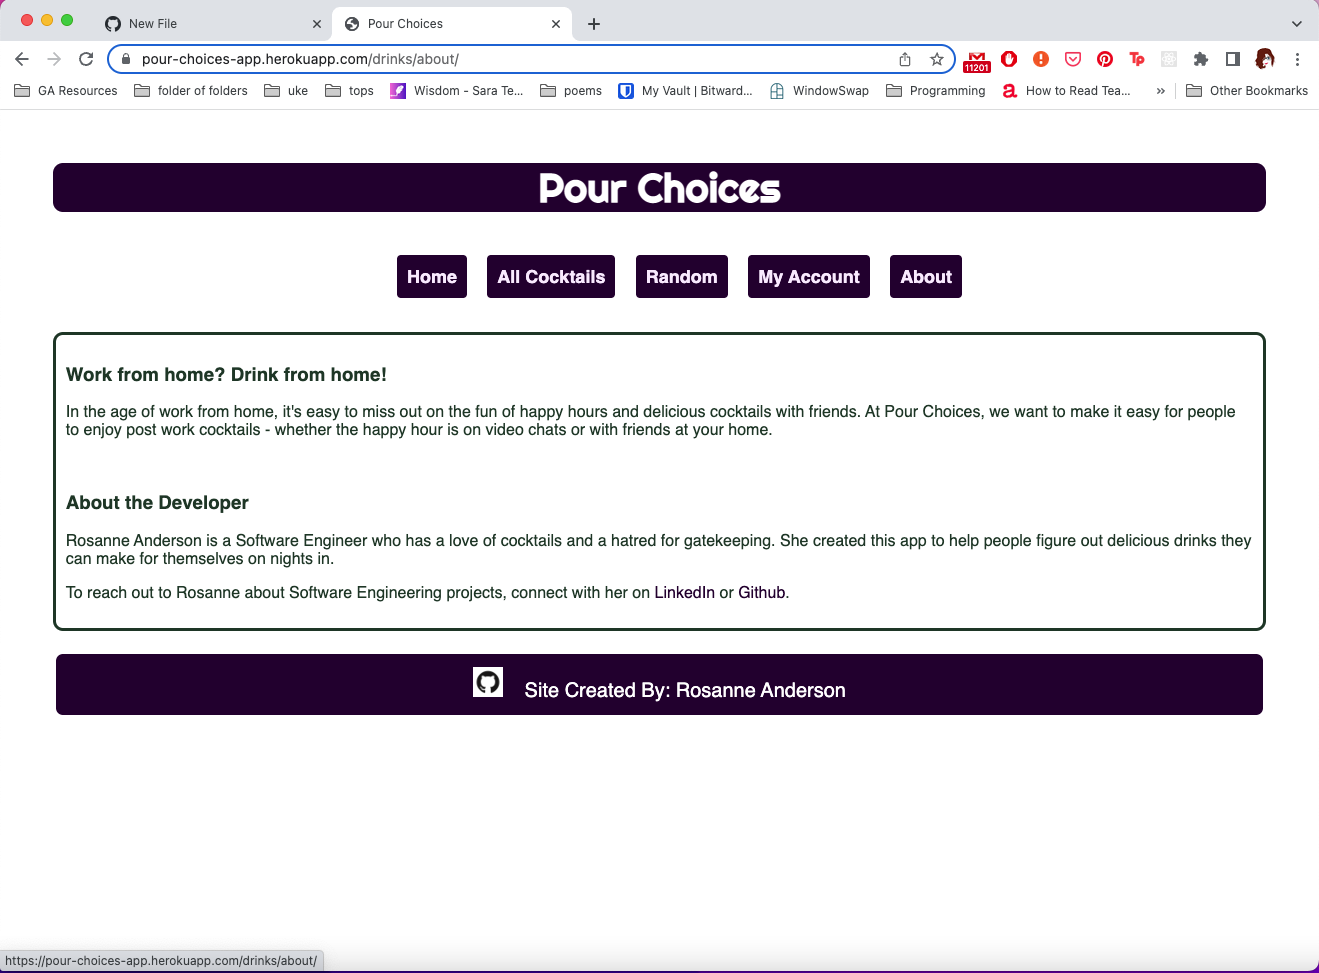 New File
Pour Choices
pour-choices-app.herokuapp.com/drinks/about/
11201
Tp
GA Resources
folder of folders
uke
tops
Wisdom - Sara Te...
poems
My Vault | Bitward...
WindowSwap
Programming
a
How to Read Tea...
»
Other Bookmarks
Pour Choices
Home
All Cocktails
Random
My Account
About
Work from home? Drink from home!
In the age of work from home, it's easy to miss out on the fun of happy hours and delicious cocktails with friends. At Pour Choices, we want to make it easy for people
to enjoy post work cocktails - whether the happy hour is on video chats or with friends at your home.
About the Developer
Rosanne Anderson is a Software Engineer who has a love of cocktails and a hatred for gatekeeping. She created this app to help people figure out delicious drinks they
can make for themselves on nights in.
To reach out to Rosanne about Software Engineering projects, connect with her on LinkedIn or Github.
Site Created By: Rosanne Anderson
https://pour-choices-app.herokuapp.com/drinks/about/